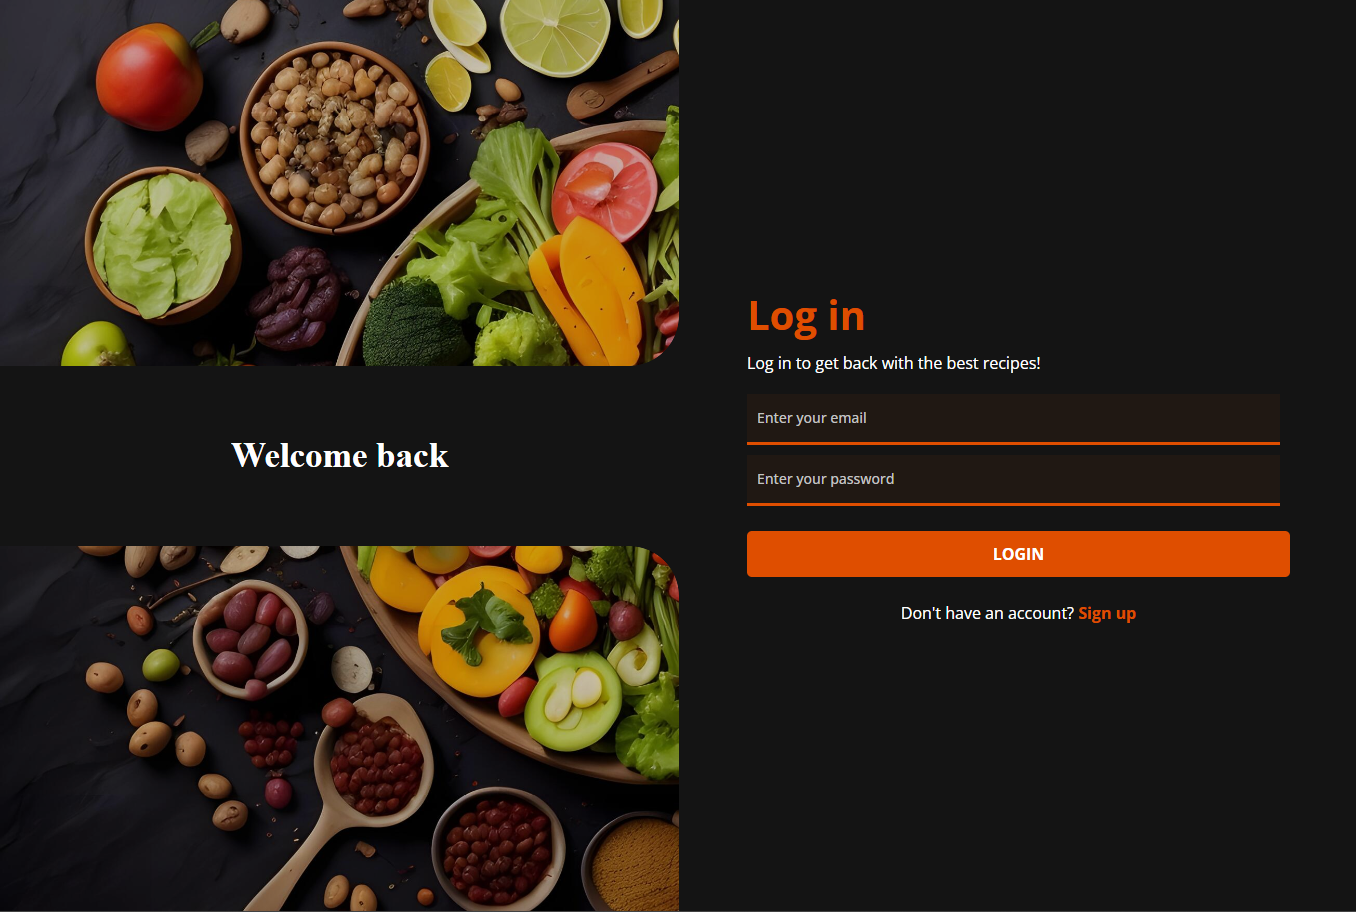 Welcome back
Log in
Log in to get back with the best recipes!
Enter your email
Enter your password
LOGIN
Don't have an account? Sign up